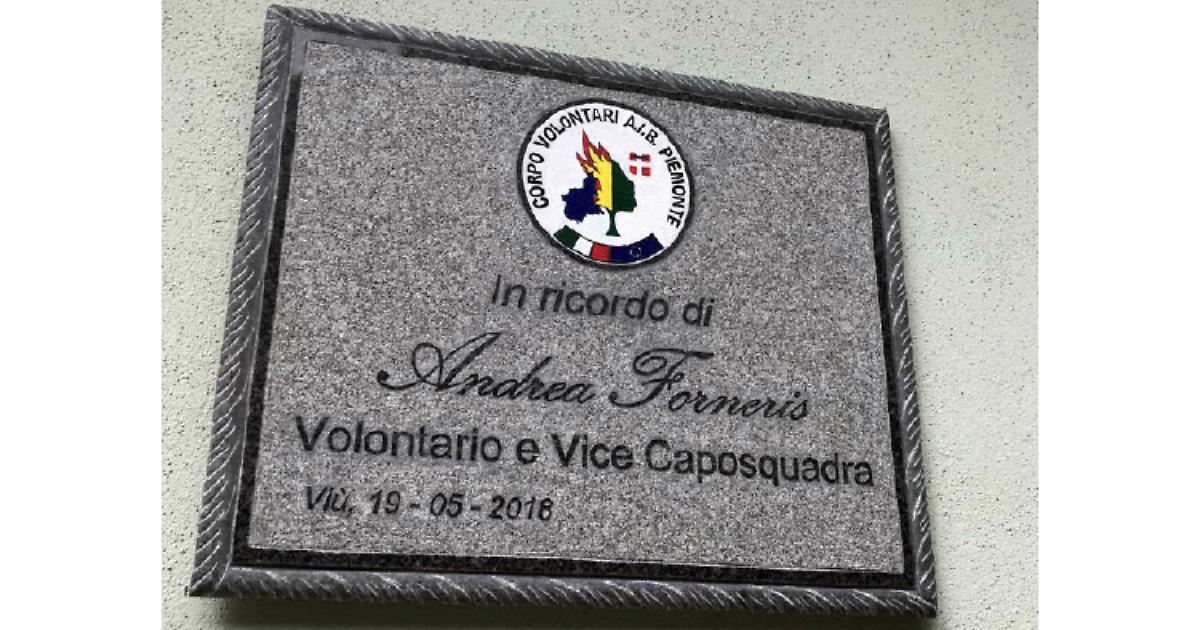 CORPO VOLONTARI A.I.B. PIEMONTE
In ricordo di
Andrea Forneris
Volontario e Vice Caposquadra
Viù, 19 - 05 - 2018